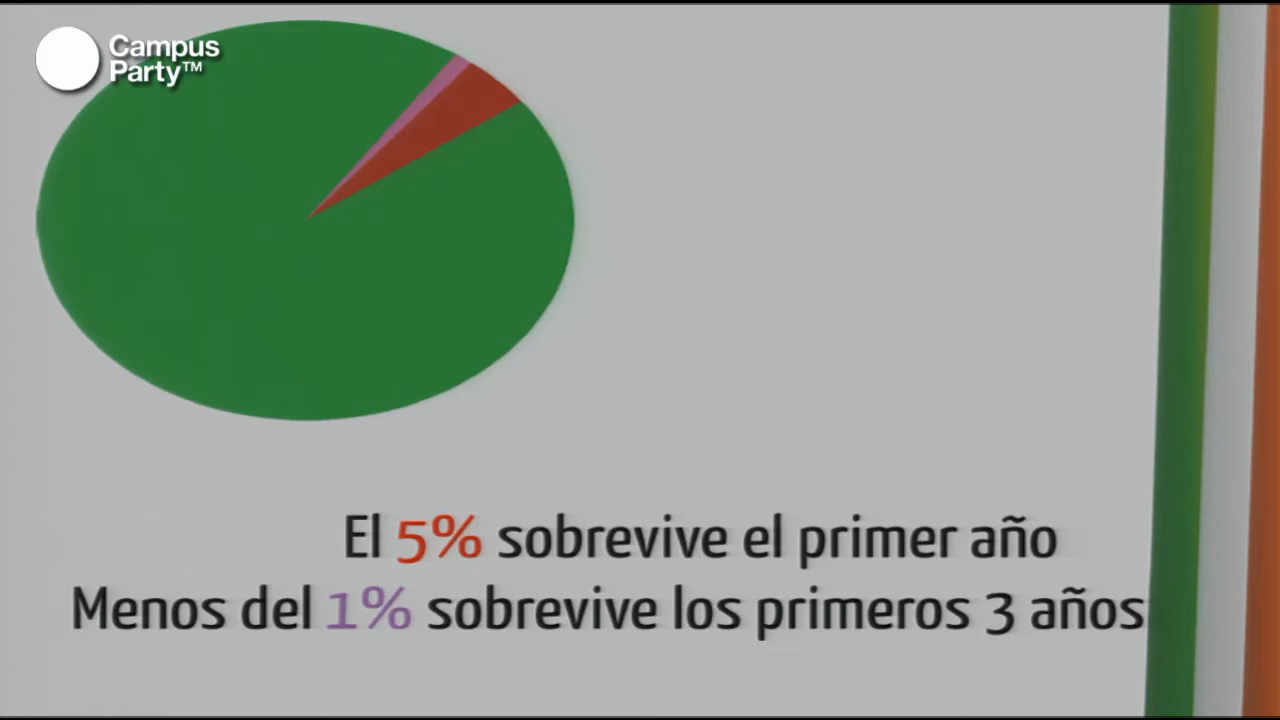 Campus
Party™
El 5% sobrevive el primer año
Menos del 1% sobrevive los primeros 3 años